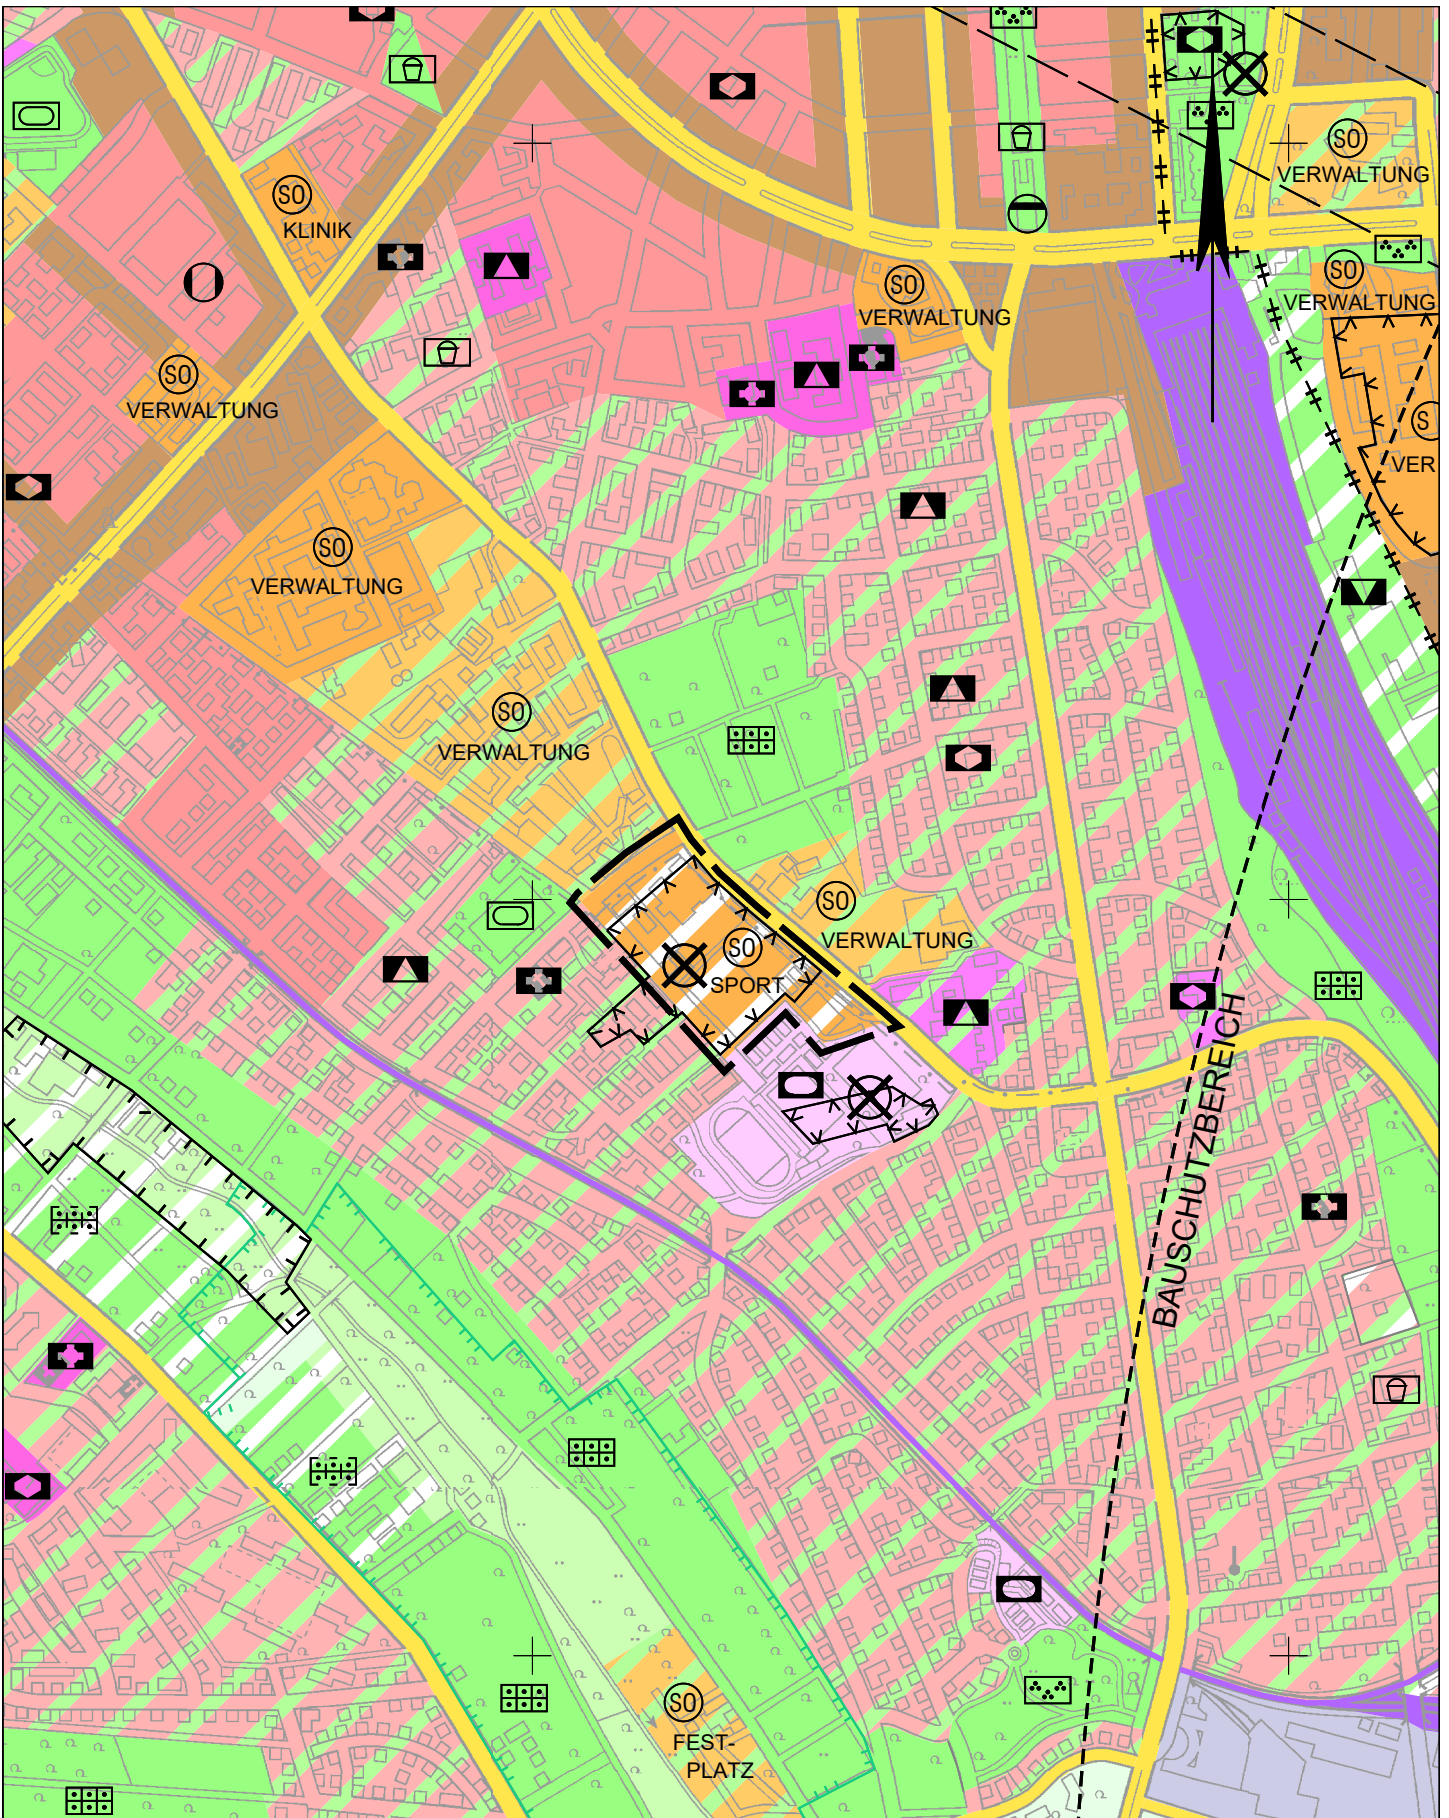 SO
VERWALTUNG
SO
KLINIK
SO
VERWALTUNG
SO
VERWALTUNG
SO
VERWALTUNG
S
VER
SO
VERWALTUNG
SO
VERWALTUNG
SO
VERWALTUNG
SO
SPORT
BAUSCHUTZBEREICH
SO
FEST-
PLATZ